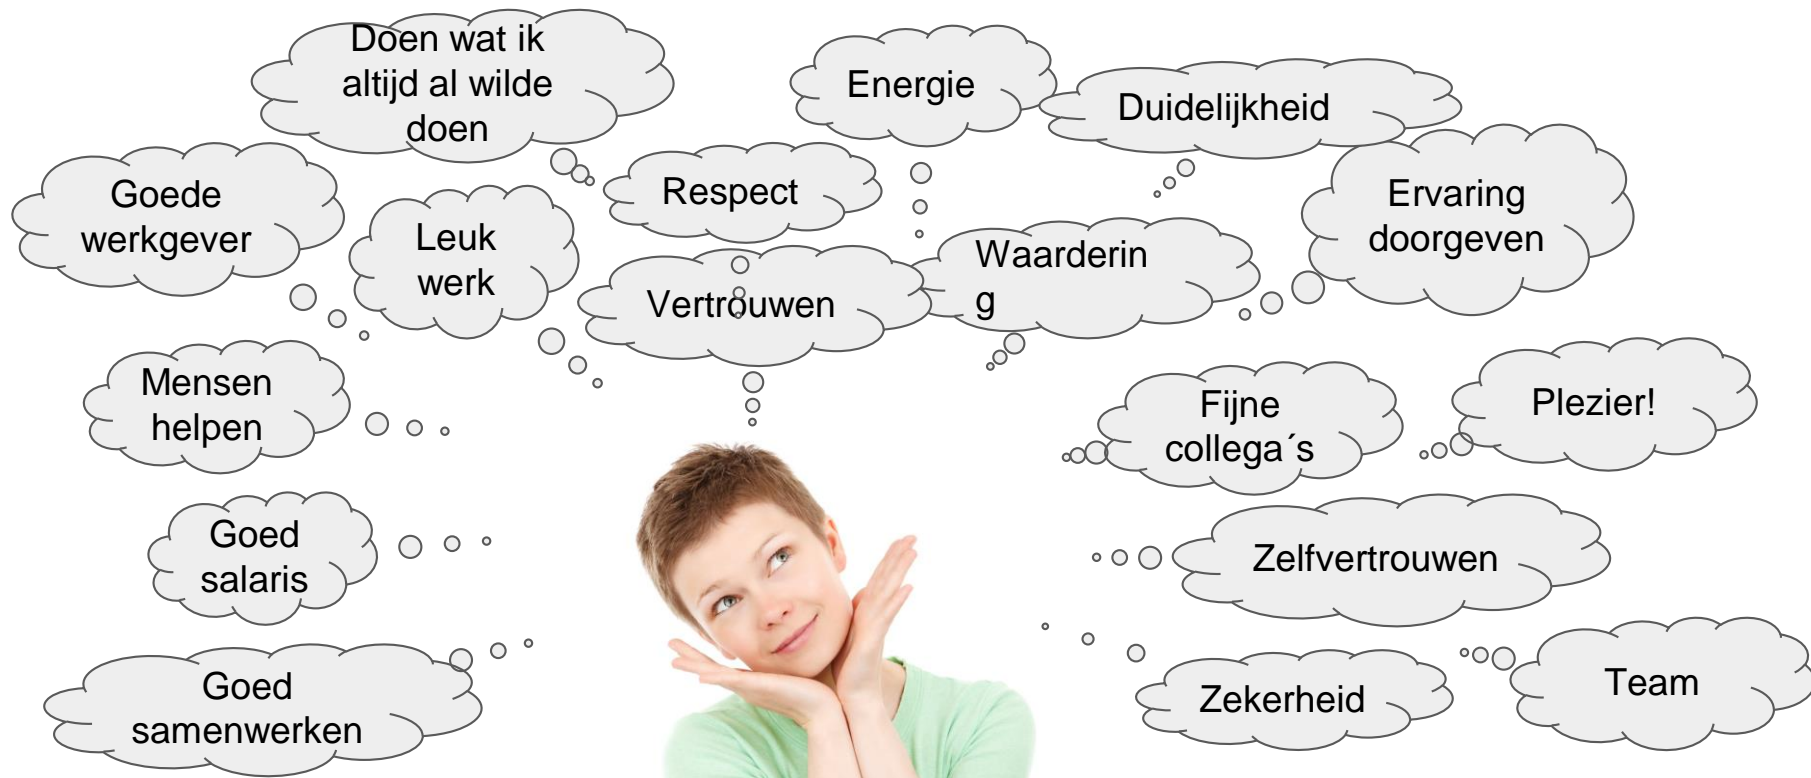 Doen wat ik
altijd al wilde
doen
Energie
Duidelijkheid
Goede
werkgever
Leuk
werk
Respect
Ervaring
doorgeven
Vertrouwen
Waarderin
g
Mensen
helpen
Fijne
collega´s
Plezier!
Goed
salaris
Zelfvertrouwen
Goed
samenwerken
Zekerheid
Team